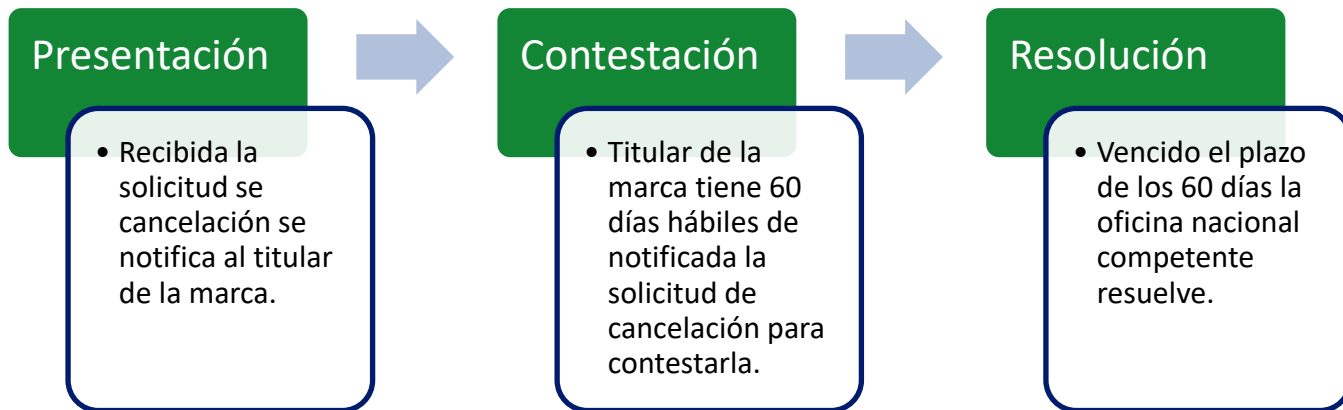 Presentación
• Recibida la
solicitud se
cancelación se
notifica al titular
de la marca.
Contestación
• Titular de la
marca tiene 60
días hábiles de
notificada la
solicitud de
cancelación para
contestarla.
Resolución
• Vencido el plazo
de los 60 días la
oficina nacional
competente
resuelve.